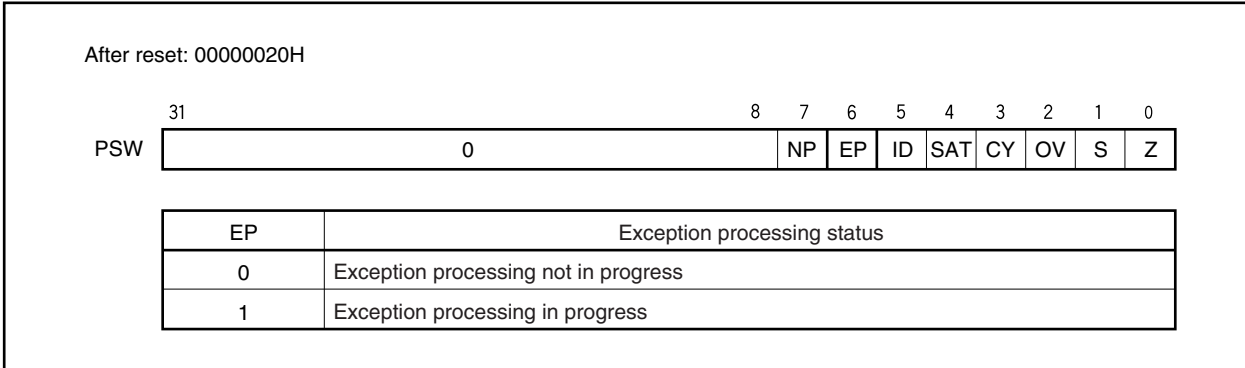 After reset: 00000020H
31 8 7 6 5 4 3 2 1 0
PSW 0 NP EP ID SAT CY OV S Z
EP Exception processing status
0 Exception processing not in progress
1 Exception processing in progress